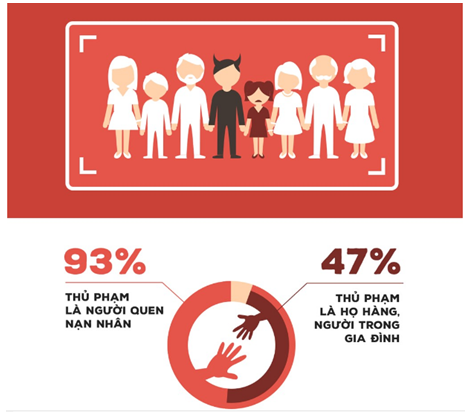 93%
THỦ PHẠM
LÀ NGƯỜI QUEN
NẠN NHÂN
47%
THỦ PHẠM
LÀ HỌ HÀNG,
NGƯỜI TRONG
GIA ĐÌNH